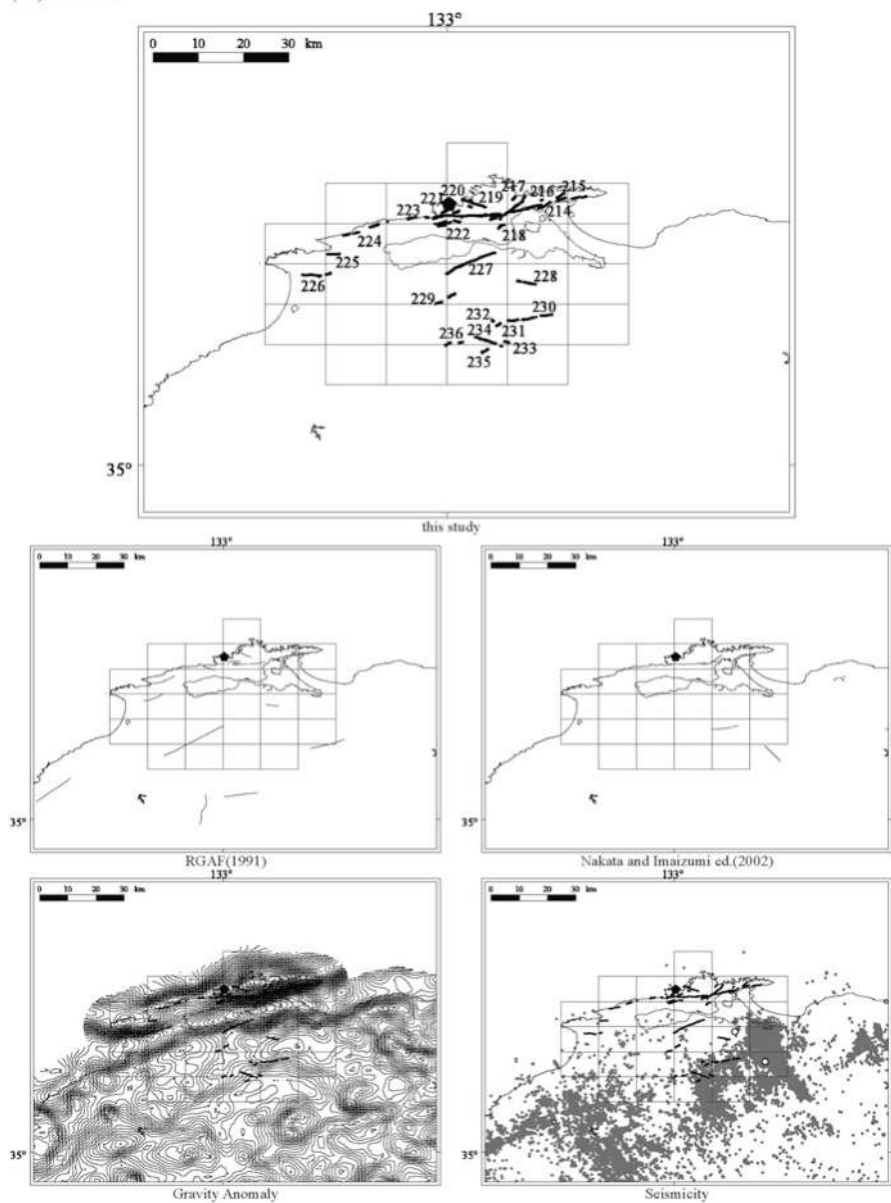 133°
0 10 20 30 km
217
220 216 215
221 219
223 214
222
224 218
225 227
226 228
229
232 230
234 231
236 233
235
35°
this study
133° 133°
0 10 20 30 km 0 10 20 30 km
35° 35°
RGAF(1991) Nakata and Imaizumi ed.(2002)
133° 133°
0 10 20 30 km 0 10 20 30 km
35° 35°
Gravity Anomaly Seismicity